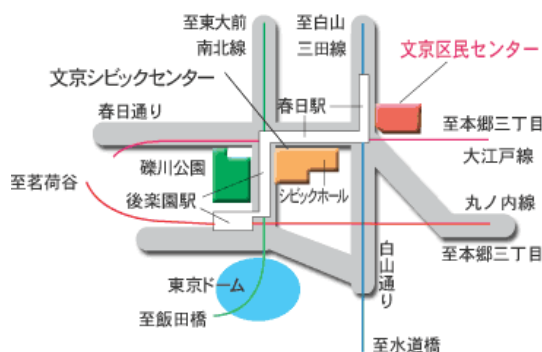 至東大前
南北線
至白山
三田線
文京区民センター
文京シビックセンター
春日通り
春日駅
至本郷三丁目
大江戸線
礫川公園
至茗荷谷
シビックホール
後楽園駅
丸ノ内線
至本郷三丁目
白山通り
東京ドーム
至飯田橋
至水道橋